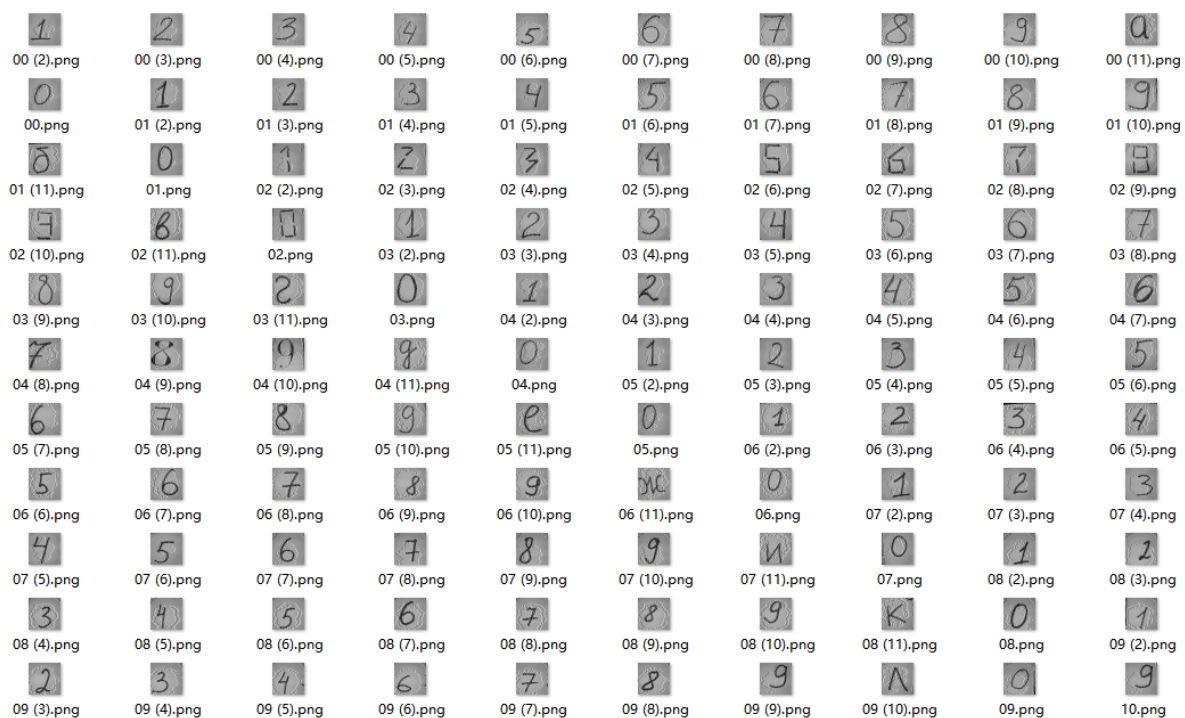 1 2 3 4 5 6 7 8 9 а
00 (2).png 00 (3).png 00 (4).png 00 (5).png 00 (6).png 00 (7).png 00 (8).png 00 (9).png 00 (10).png 00 (11).png
0 1 2 3 4 5 6 7 8 9
00.png 01 (2).png 01 (3).png 01 (4).png 01 (5).png 01 (6).png 01 (7).png 01 (8).png 01 (9).png 01 (10).png
б 0 1 2 3 4 5 6 7 8
01 (11).png 01.png 02 (2).png 02 (3).png 02 (4).png 02 (5).png 02 (6).png 02 (7).png 02 (8).png 02 (9).png
9 в 0 1 2 3 4 5 6 7
02 (10).png 02 (11).png 02.png 03 (2).png 03 (3).png 03 (4).png 03 (5).png 03 (6).png 03 (7).png 03 (8).png
8 9 г 0 1 2 3 4 5 6
03 (9).png 03 (10).png 03 (11).png 03.png 04 (2).png 04 (3).png 04 (4).png 04 (5).png 04 (6).png 04 (7).png
7 8 9 д 0 1 2 3 4 5
04 (8).png 04 (9).png 04 (10).png 04 (11).png 04.png 05 (2).png 05 (3).png 05 (4).png 05 (5).png 05 (6).png
6 7 8 9 е 0 1 2 3 4
05 (7).png 05 (8).png 05 (9).png 05 (10).png 05 (11).png 05.png 06 (2).png 06 (3).png 06 (4).png 06 (5).png
5 6 7 8 9 ж 0 1 2 3
06 (6).png 06 (7).png 06 (8).png 06 (9).png 06 (10).png 06 (11).png 06.png 07 (2).png 07 (3).png 07 (4).png
4 5 6 7 8 9 и 0 1 2
07 (5).png 07 (6).png 07 (7).png 07 (8).png 07 (9).png 07 (10).png 07 (11).png 07.png 08 (2).png 08 (3).png
3 4 5 6 7 8 9 к 0 1
08 (4).png 08 (5).png 08 (6).png 08 (7).png 08 (8).png 08 (9).png 08 (10).png 08 (11).png 08.png 09 (2).png
2 3 4 6 7 8 9 л 0 9
09 (3).png 09 (4).png 09 (5).png 09 (6).png 09 (7).png 09 (8).png 09 (9).png 09 (10).png 09.png 10.png